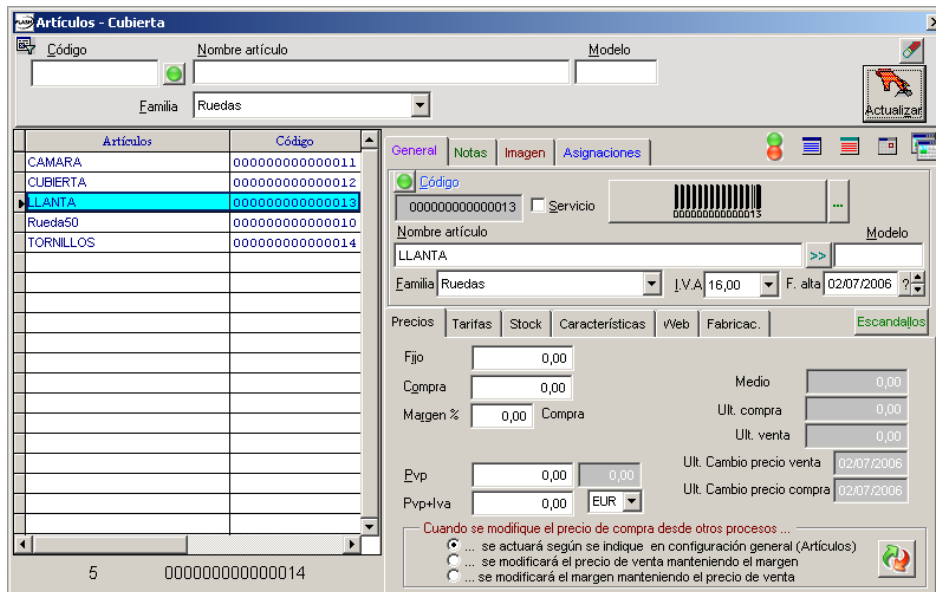 FLASH Artículos - Cubierta
Código Nombre artículo Modelo
Familia Ruedas
Actualizar
Artículos Código
CAMARA 000000000000011
CUBIERTA 000000000000012
LLANTA 000000000000013
Rueda50 000000000000010
TORNILLOS 000000000000014
5 000000000000014
General Notas Imagen Asignaciones
Código
000000000000013 Servicio 000000000000013 ...
Nombre artículo Modelo
LLANTA >>
Familia Ruedas I.V.A 16,00 F. alta 02/07/2006 ?
Precios Tarifas Stock Características Web Fabricac. Escandallos
Fijo 0,00
Compra 0,00 Medio 0,00
Margen % 0,00 Compra Ult. compra 0,00
Ult. venta 0,00
Pvp 0,00 0,00 Ult. Cambio precio venta 02/07/2006
Pvp+Iva 0,00 EUR Ult. Cambio precio compra 02/07/2006
Cuando se modifique el precio de compra desde otros procesos ...
... se actuará según se indique en configuración general (Artículos)
... se modificará el precio de venta manteniendo el margen
... se modificará el margen manteniendo el precio de venta